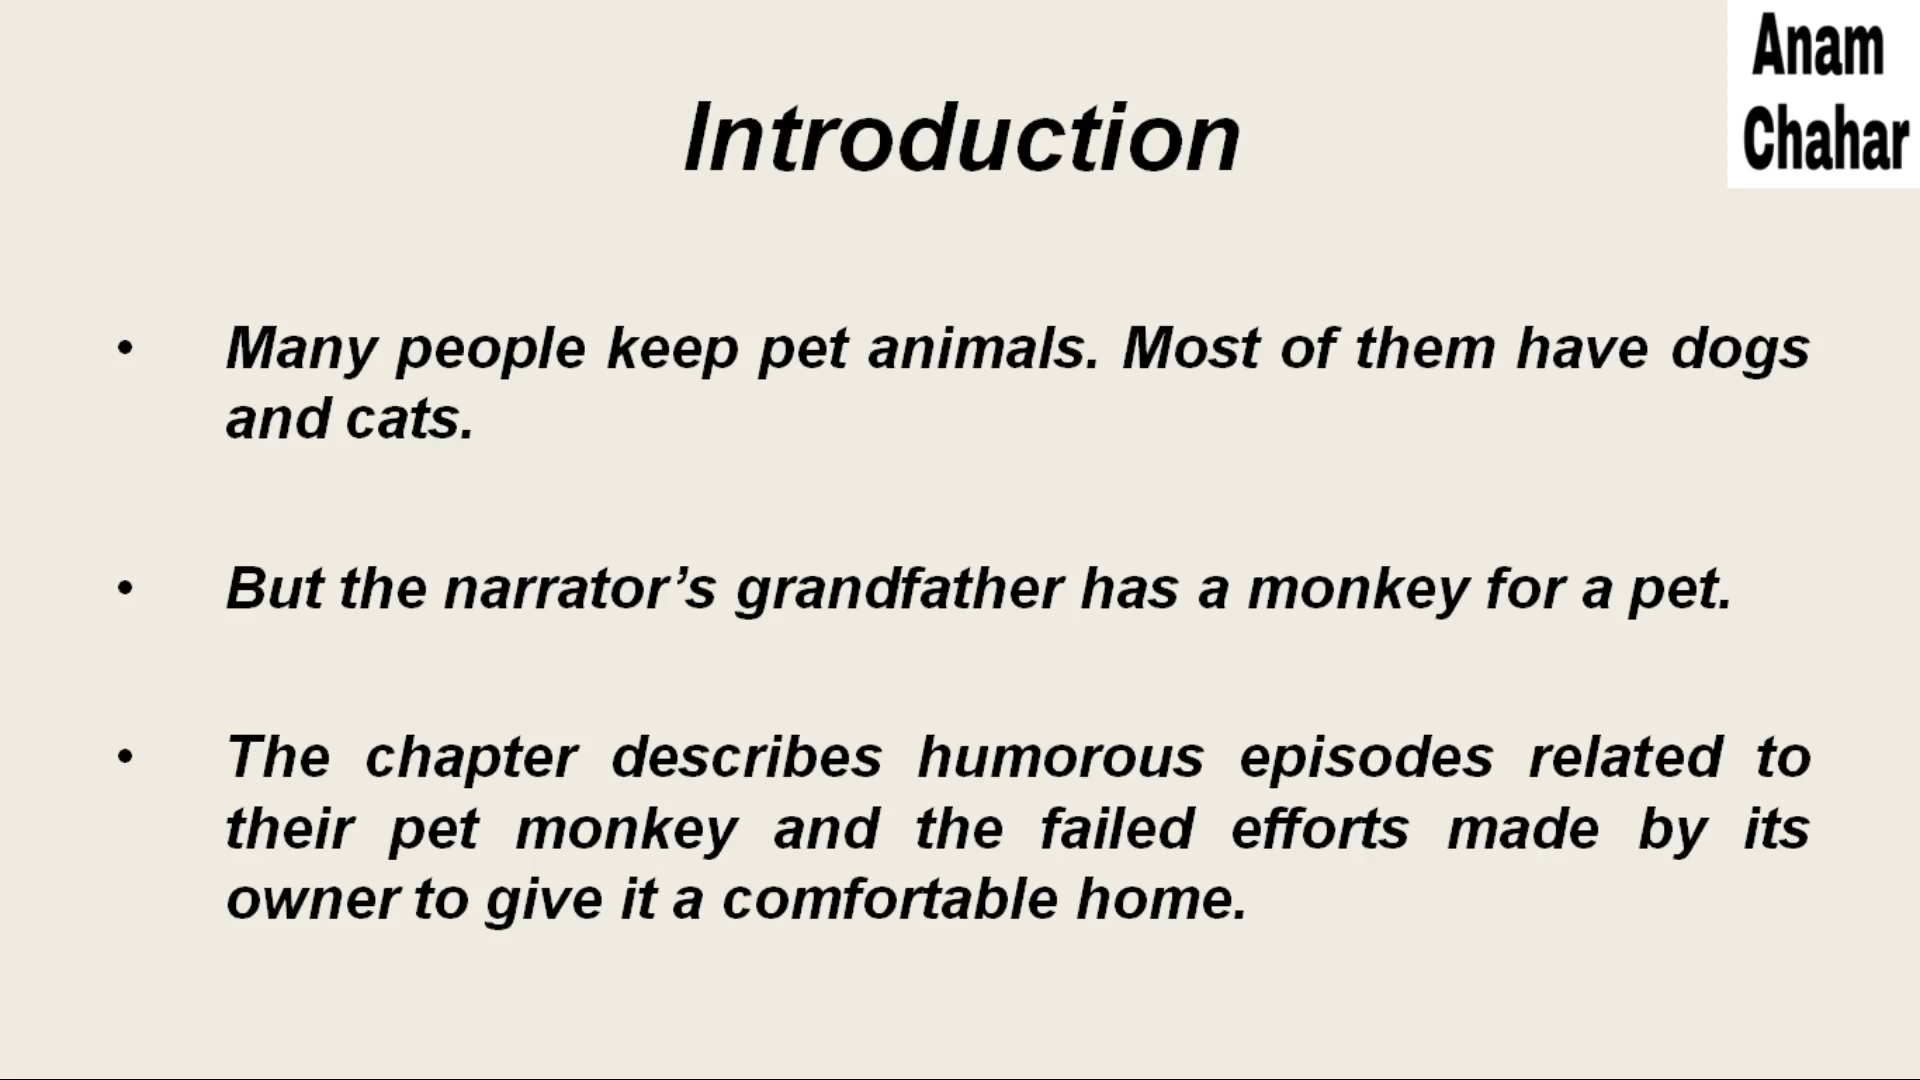 Anam
Chahar
Introduction
• Many people keep pet animals. Most of them have dogs
and cats.
• But the narrator’s grandfather has a monkey for a pet.
• The chapter describes humorous episodes related to
their pet monkey and the failed efforts made by its
owner to give it a comfortable home.